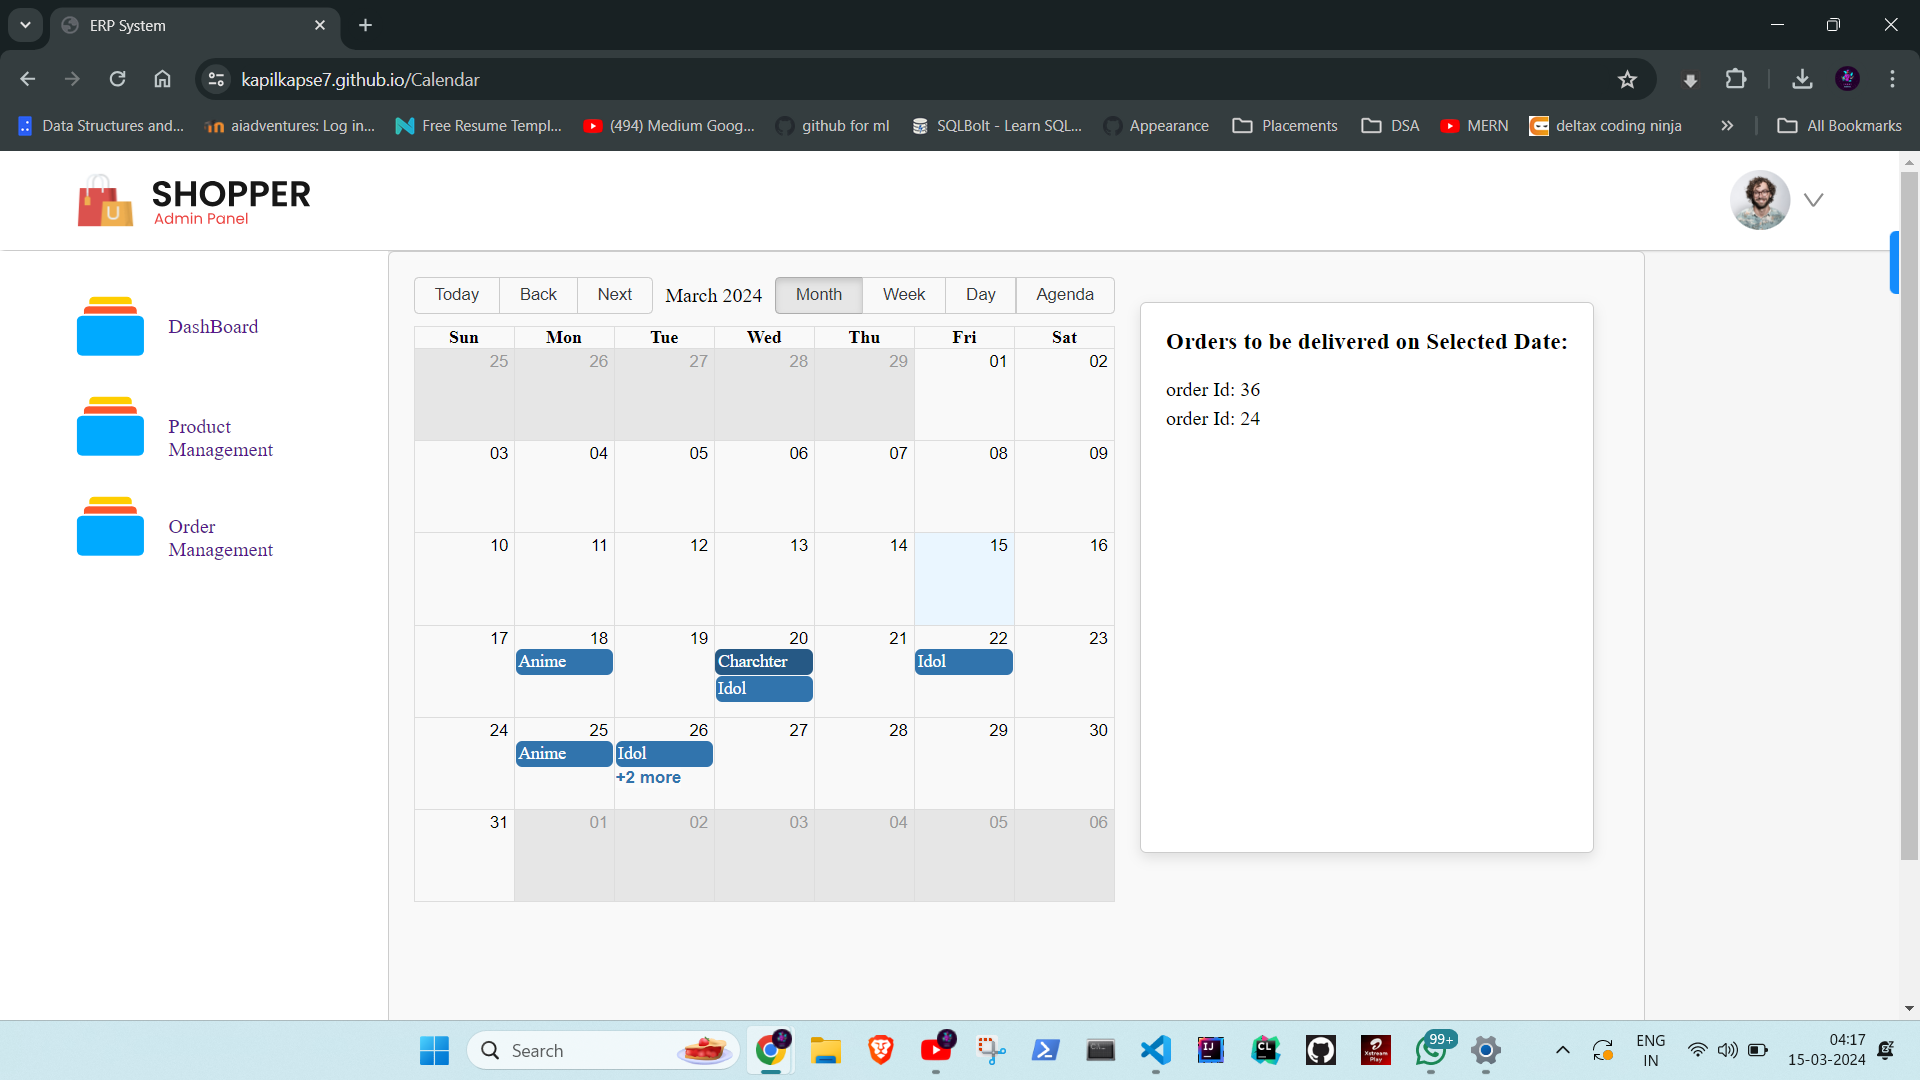 ERP System
kapilkapse7.github.io/Calendar
Data Structures and... aiadventures: Log in... Free Resume Templ... (494) Medium Goog... github for ml SQLBolt - Learn SQL... Appearance Placements DSA MERN deltax coding ninja All Bookmarks
SHOPPER
Admin Panel
DashBoard
Product
Management
Order
Management
Today Back Next March 2024 Month Week Day Agenda
Sun Mon Tue Wed Thu Fri Sat
25 26 27 28 29 01 02
03 04 05 06 07 08 09
10 11 12 13 14 15 16
17 18 19 20 21 22 23
Anime Charchter Idol
Idol
24 25 26 27 28 29 30
Anime Idol
+2 more
31 01 02 03 04 05 06
Orders to be delivered on Selected Date:
order Id: 36
order Id: 24
Search
99+
ENG
IN
04:17
15-03-2024